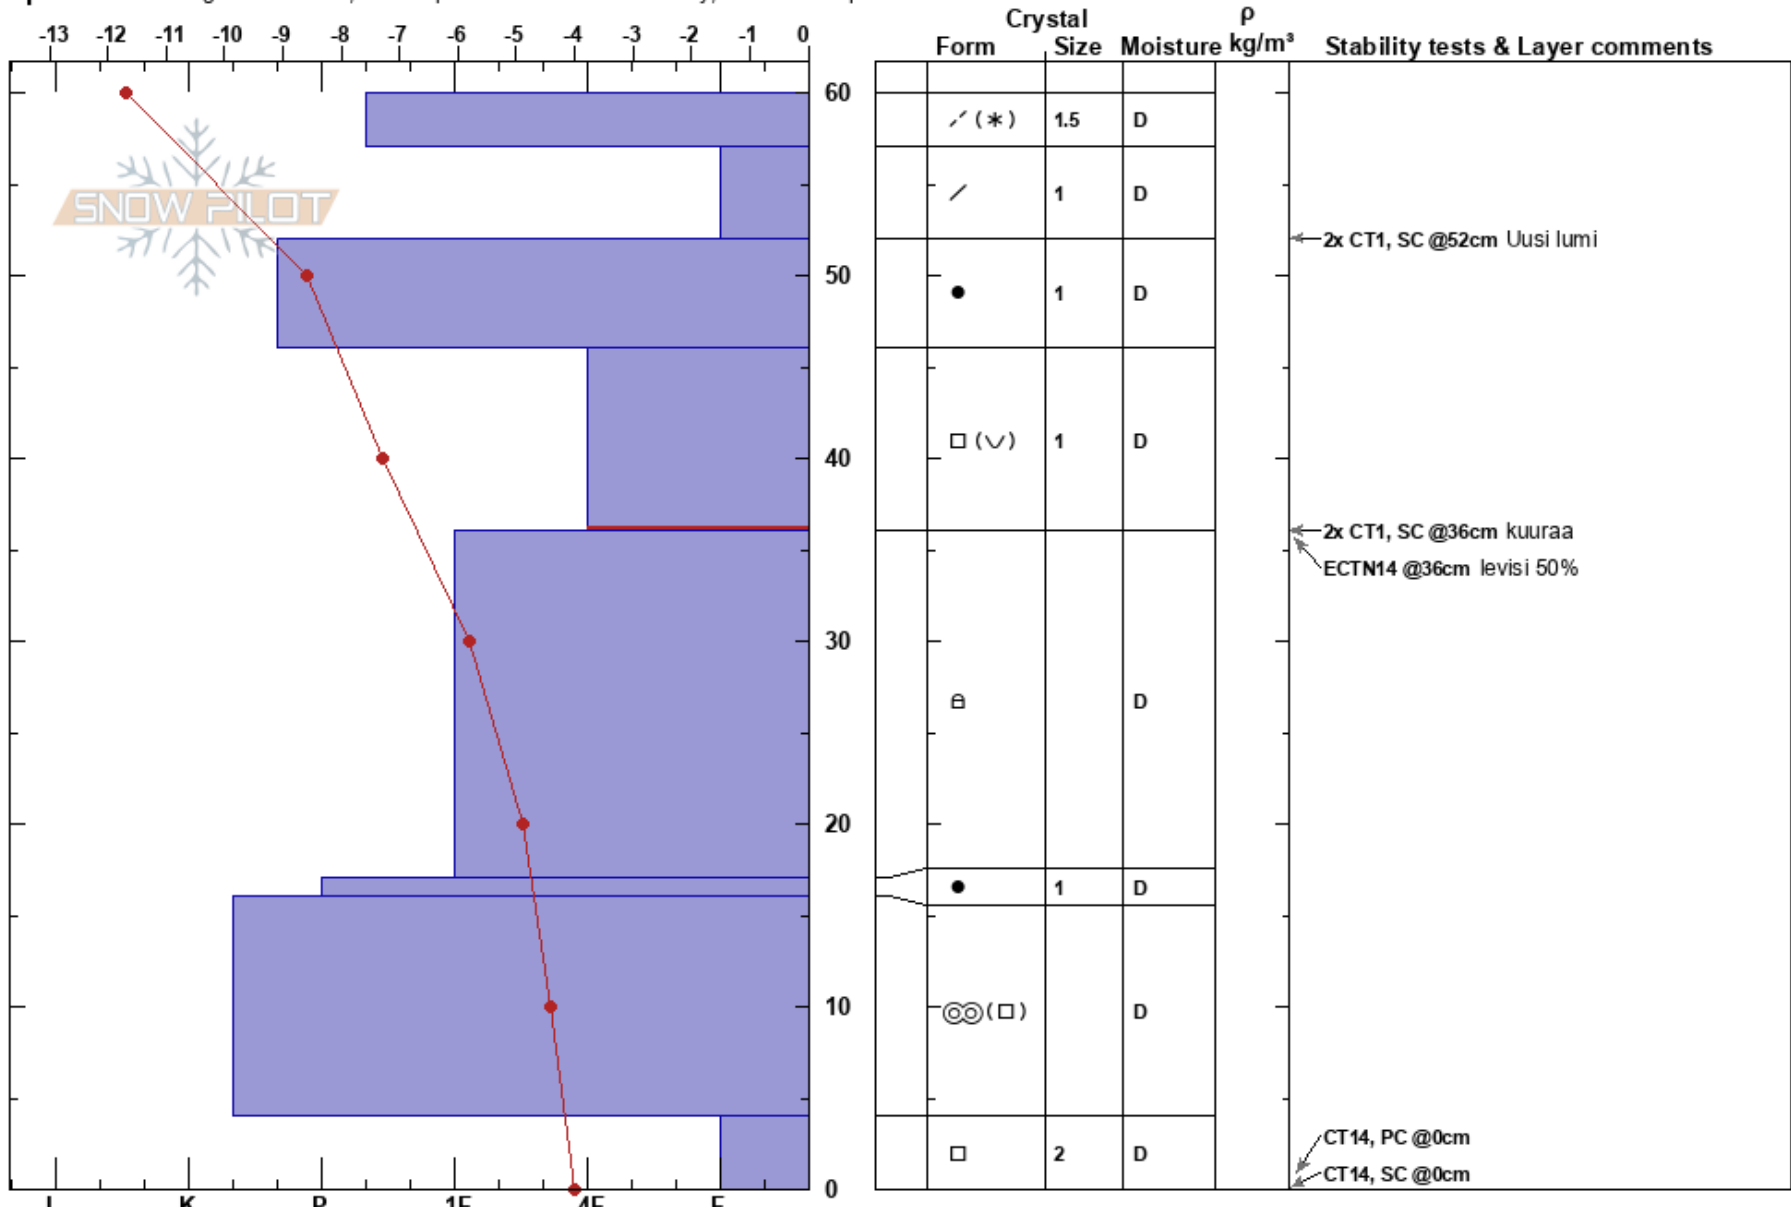 Crystal
ρ
-13 -12 -11 -10 -9 -8 -7 -6 -5 -4 -3 -2 -1 0
Form Size Moisture kg/m³ Stability tests & Layer comments
SNOW PILOT
60
(*) 1.5 D
1 D
2x CT1, SC @52cm Uusi lumi
50
1 D
40
1 D
2x CT1, SC @36cm kuuraa
ECTN14 @36cm levisi 50%
30
D
20
1 D
10
D
CT14, PC @0cm
2 D
CT14, SC @0cm
0
I K P 1F 4F F